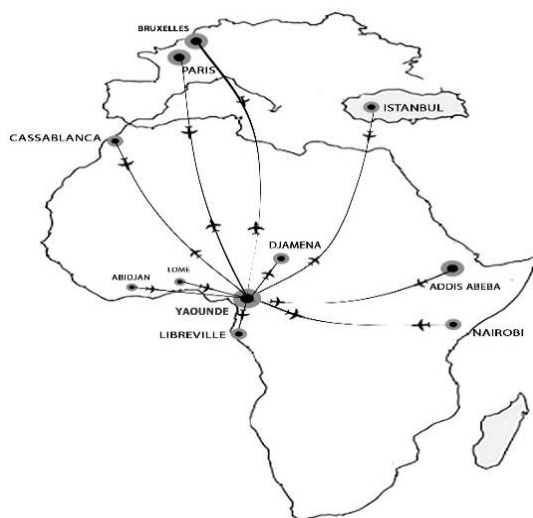 BRUXELLES
PARIS
ISTANBUL
CASSABLANCA
DJAMENA
LOME
ABIDJAN
ADDIS ABEBA
YAOUNDE
LIBREVILLE
NAIROBI